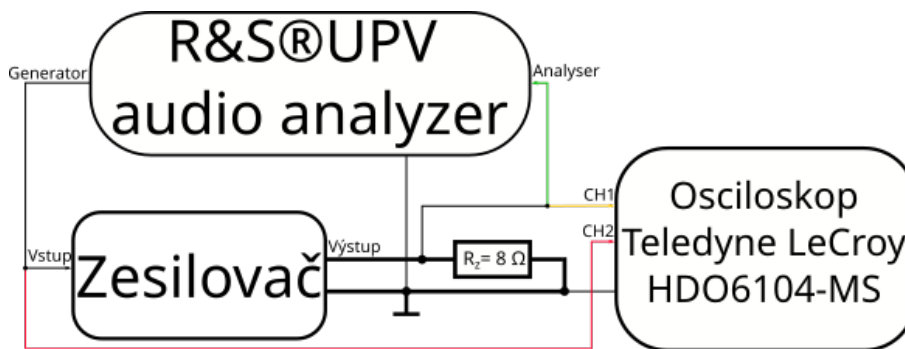 R&S®UPV
audio analyzer
Generator
Analyser
CH1
CH2
Osciloskop
Teledyne LeCroy
HDO6104-MS
Vstup
Zesilovač
Výstup
Rz= 8 Ω